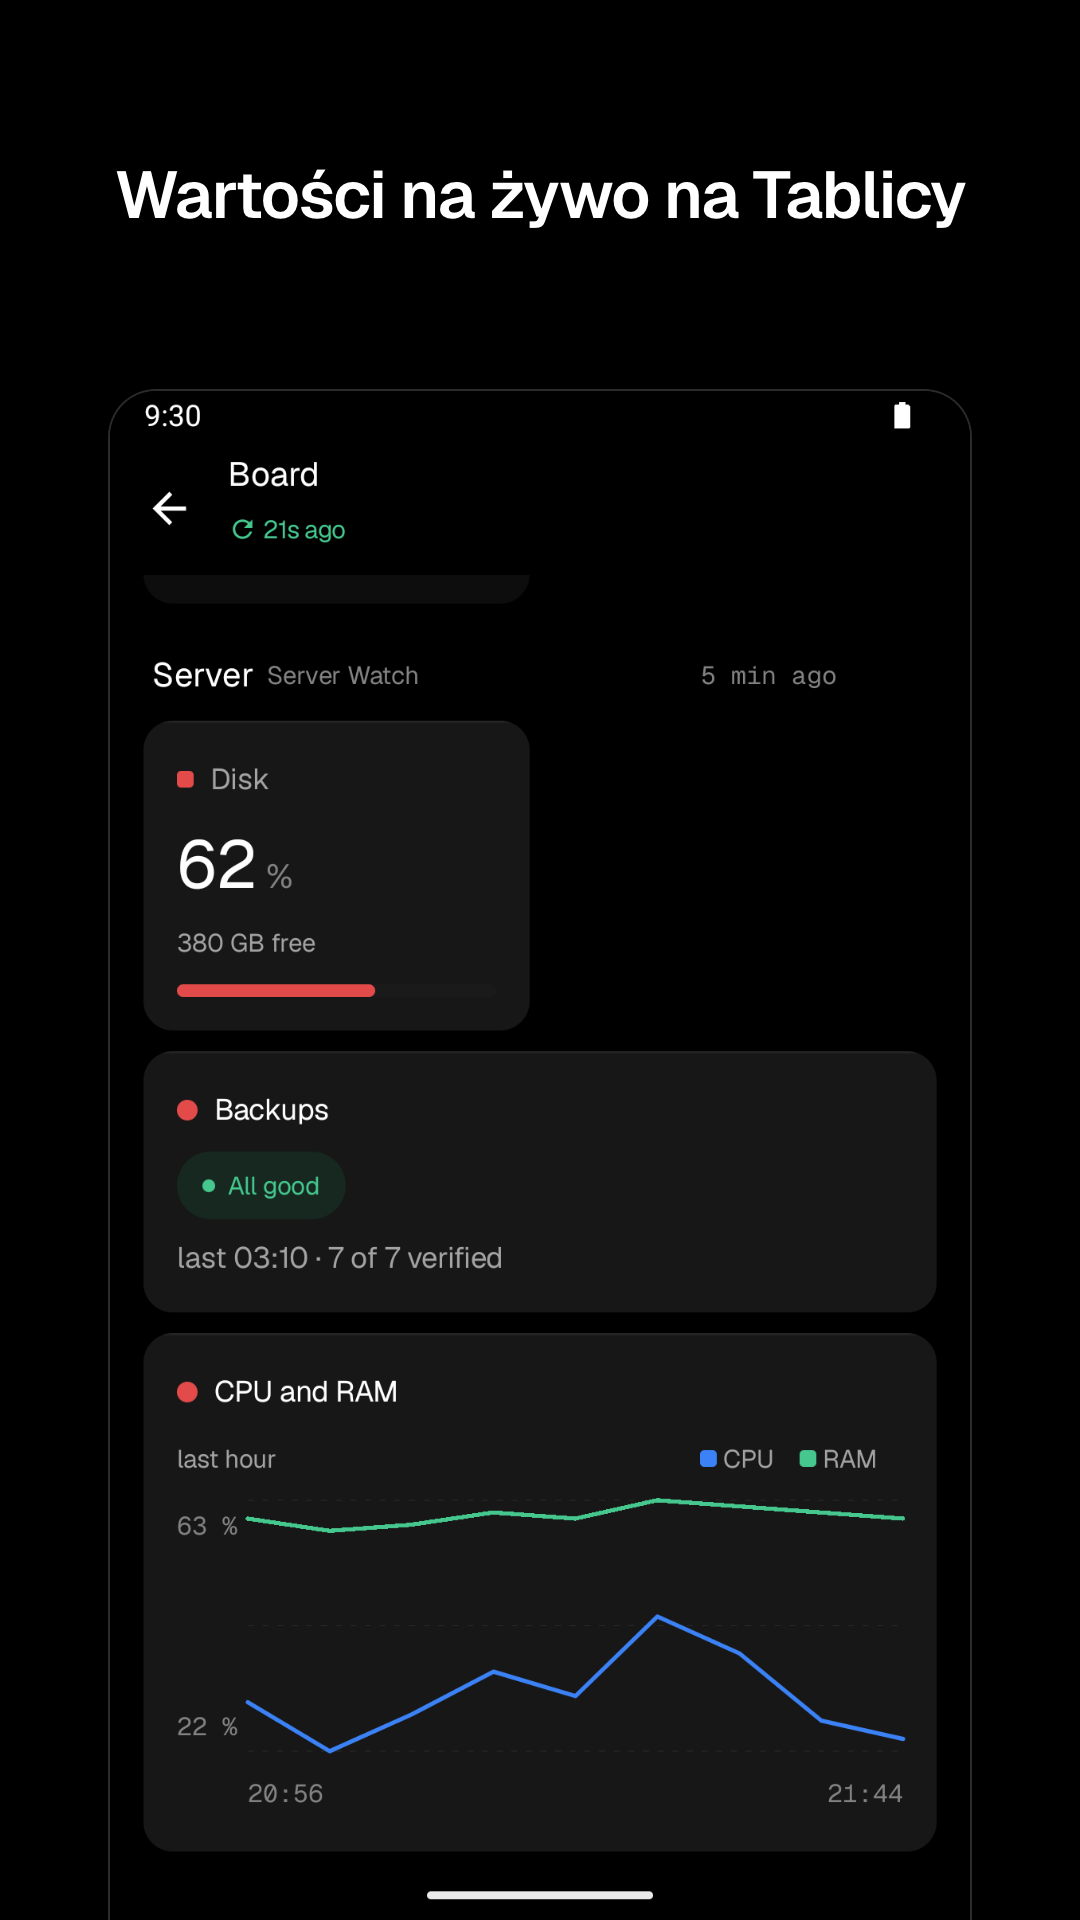 Wartości na żywo na Tablicy
9:30
Board
21s ago
Server Server Watch 5 min ago
Disk
62 %
380 GB free
Backups
All good
last 03:10 · 7 of 7 verified
CPU and RAM
last hour CPU RAM
63 %
22 %
20:56 21:44